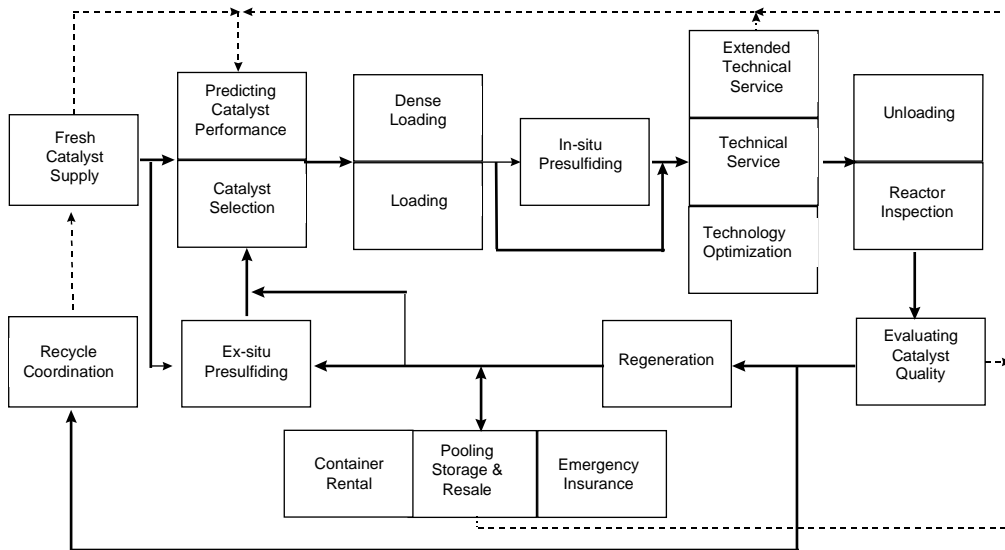 Extended
Technical
Service
Predicting
Catalyst
Performance
Dense
Loading
Unloading
Fresh
Catalyst
Supply
In-situ
Presulfiding
Technical
Service
Catalyst
Selection
Loading
Reactor
Inspection
Technology
Optimization
Recycle
Coordination
Ex-situ
Presulfiding
Regeneration
Evaluating
Catalyst
Quality
Container
Rental
Pooling
Storage &
Resale
Emergency
Insurance